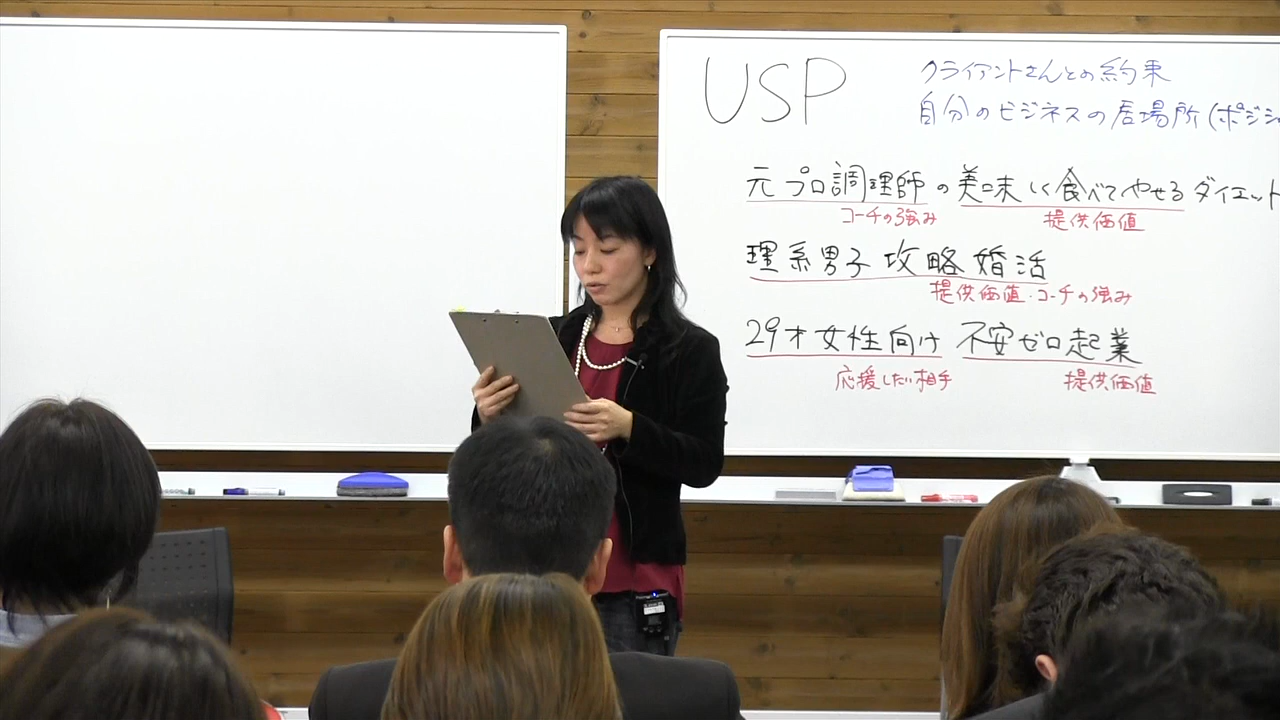 USP
クライアントさんとの約束
自分のビジネスの居場所(ポジシ
元プロ調理師の美味しく食べてやせるダイエット
コーチの強み 提供価値
理系男子攻略婚活
提供価値・コーチの強み
29才女性向け 不安ゼロ起業
応援したい相手 提供価値